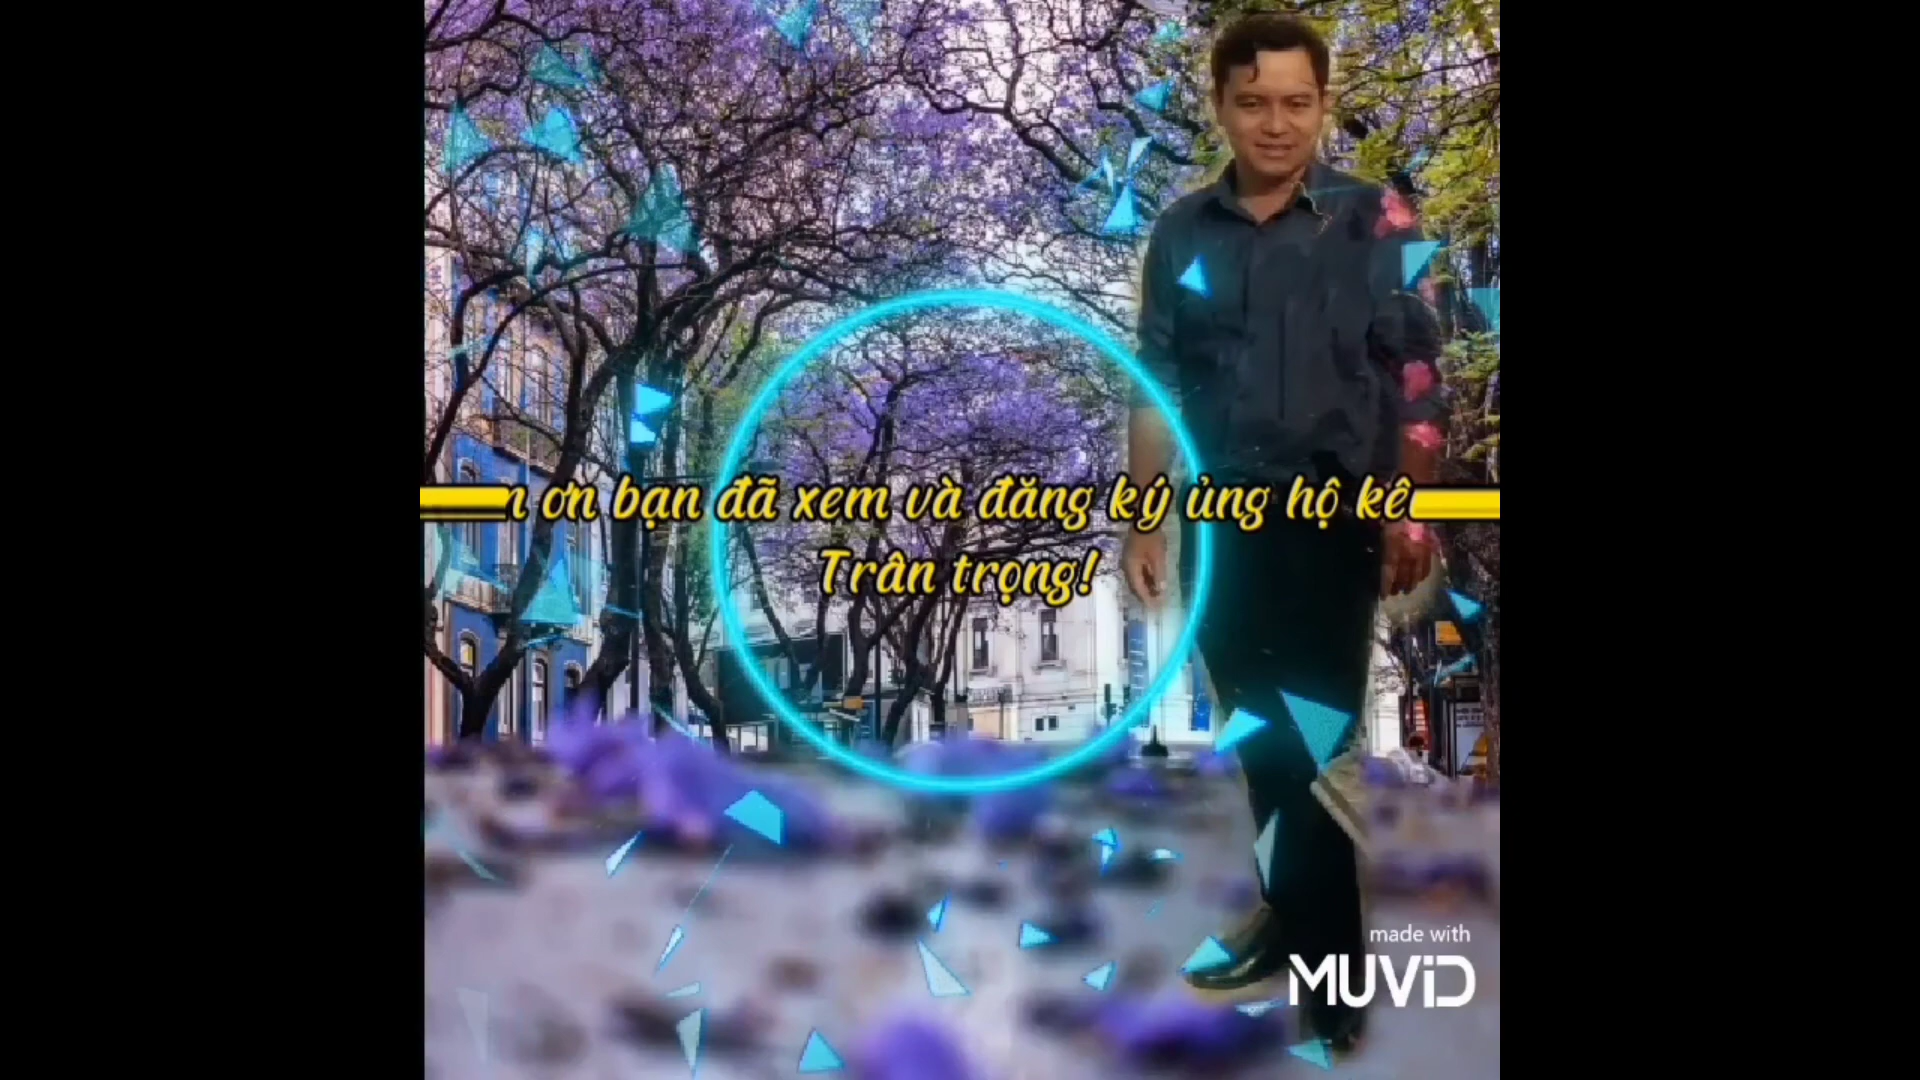 ơn bạn đã xem và đăng ký ủng hộ kê
Trân trọng!
made with
MUViD